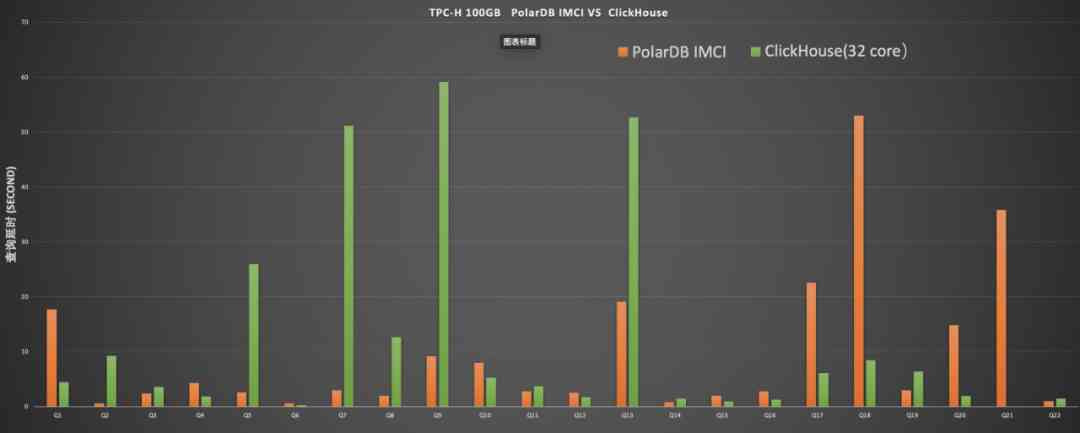 TPC-H 100GB PolarDB IMCI VS ClickHouse
图表标题
PolarDB IMCI
ClickHouse(32 core）
查询延时 (SECOND)
70
60
50
40
30
20
10
0
Q1 Q2 Q3 Q4 Q5 Q6 Q7 Q8 Q9 Q10 Q11 Q12 Q13 Q14 Q15 Q16 Q17 Q18 Q19 Q20 Q21 Q22